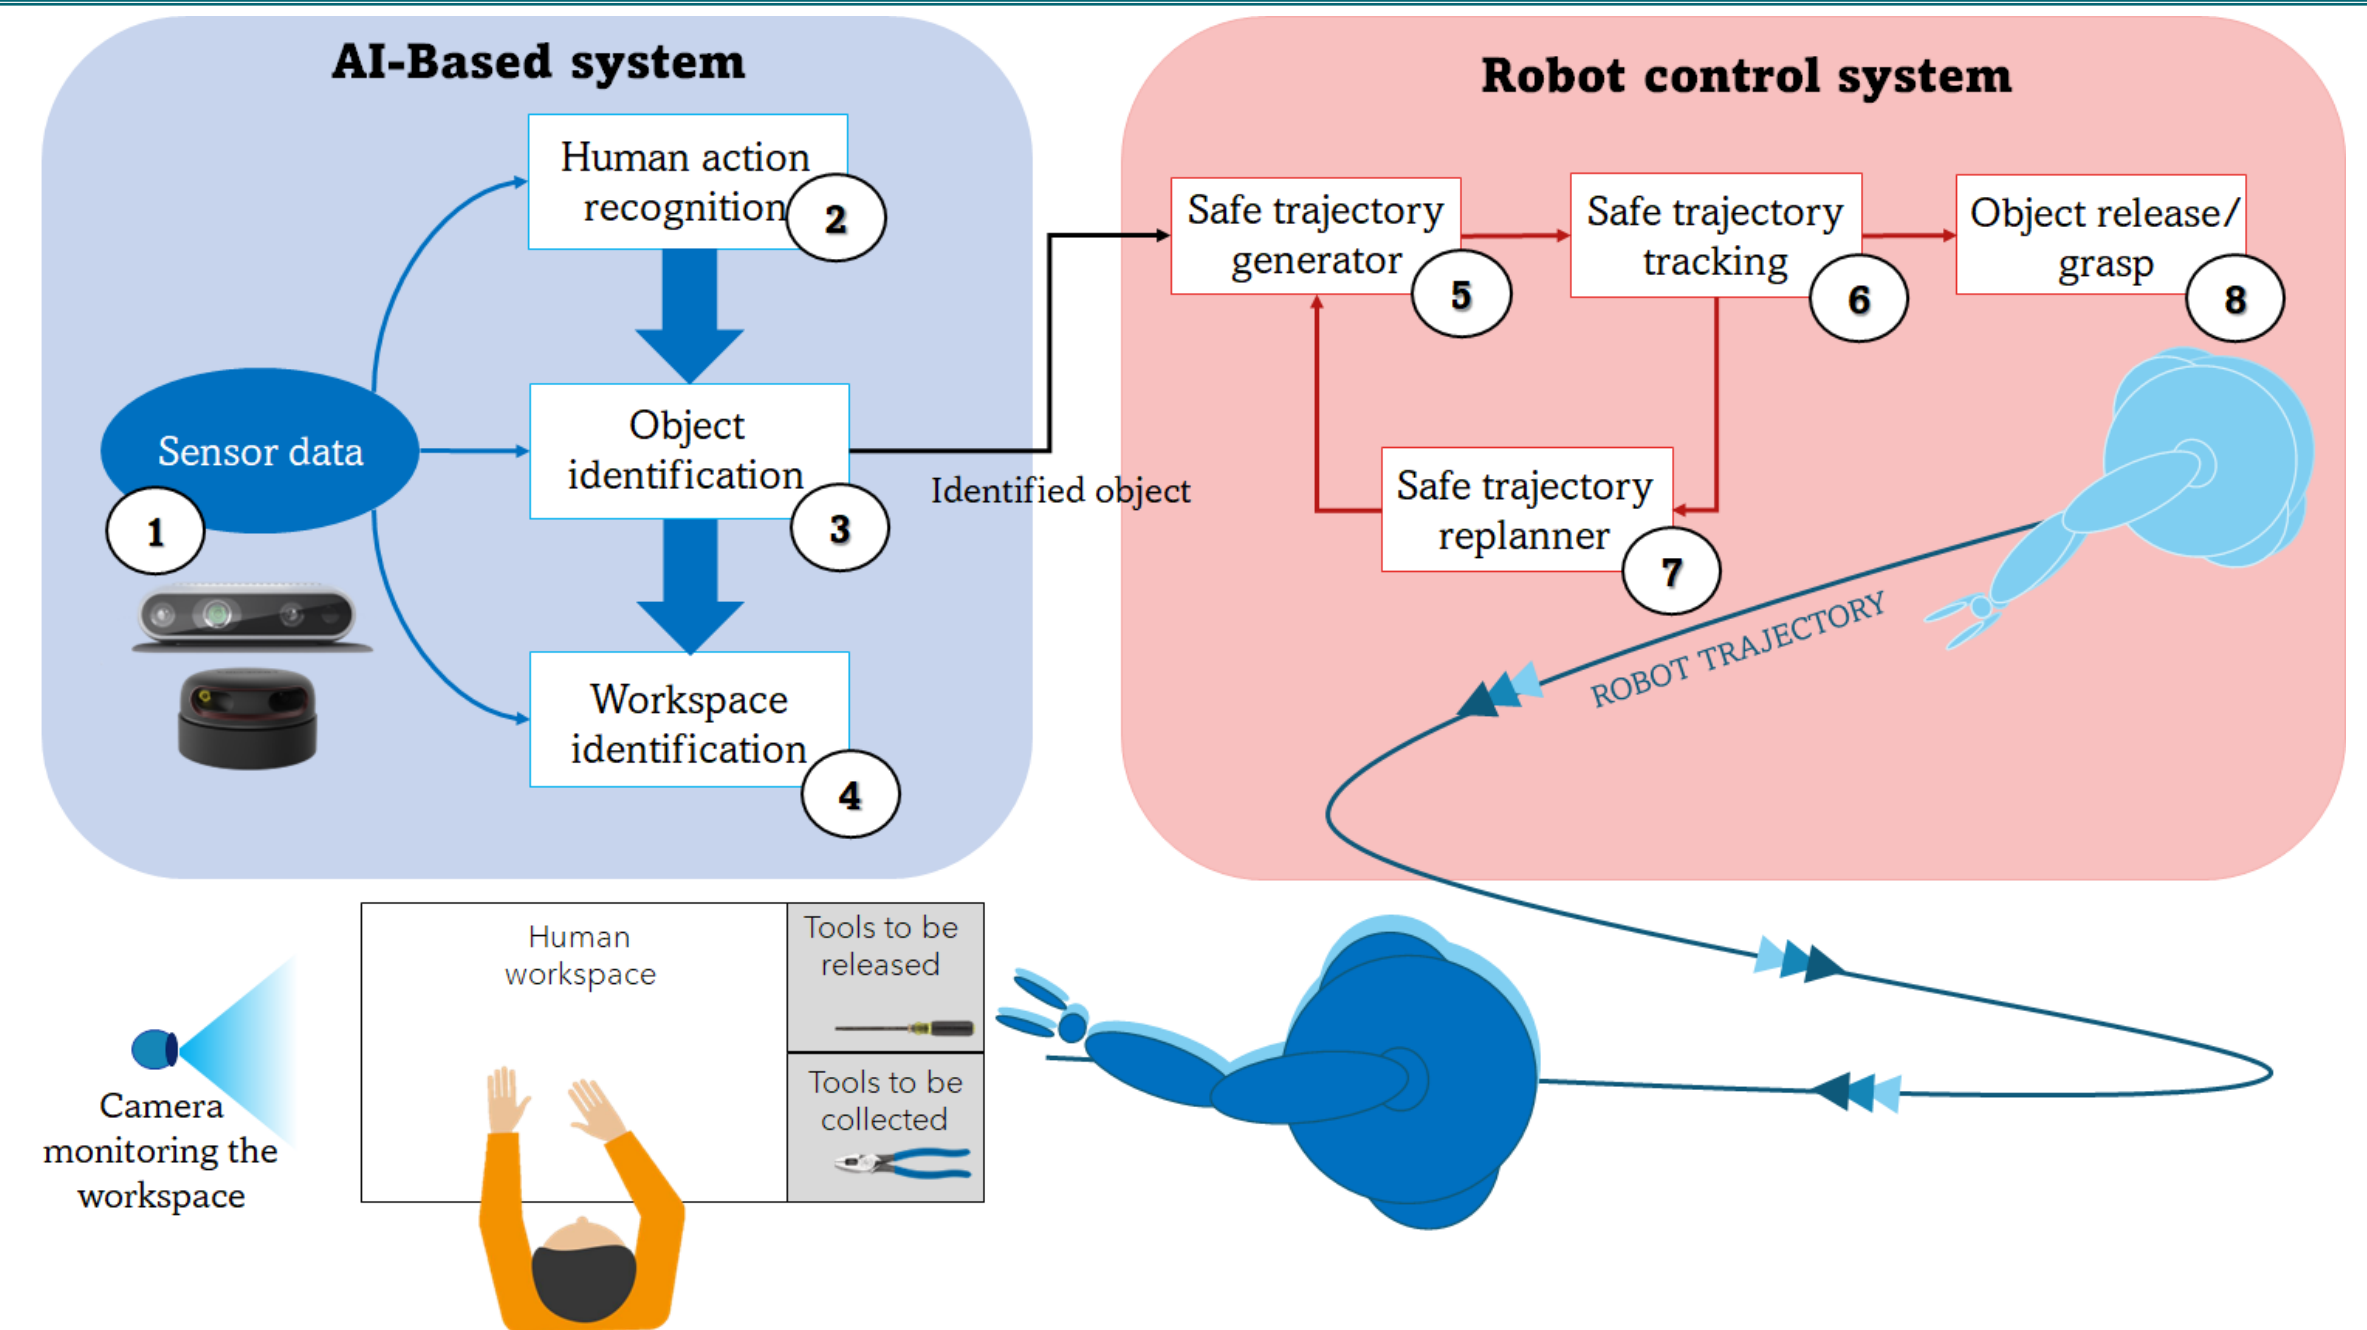 AI-Based system
Human action
recognition
2
Sensor data
1
Object
identification
3
Identified object
Workspace
identification
4
Robot control system
Safe trajectory
generator
5
Safe trajectory
tracking
6
Object release/
grasp
8
Safe trajectory
replanner
7
ROBOT TRAJECTORY
Camera
monitoring the
workspace
Human
workspace
Tools to be
released
Tools to be
collected